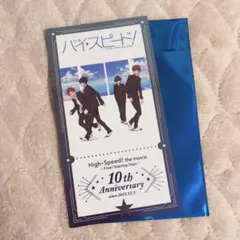 ハイ☆スピード!
High☆Speed! the movie
—Free! Starting Days—
10th
Anniversary
since 2015.12.5